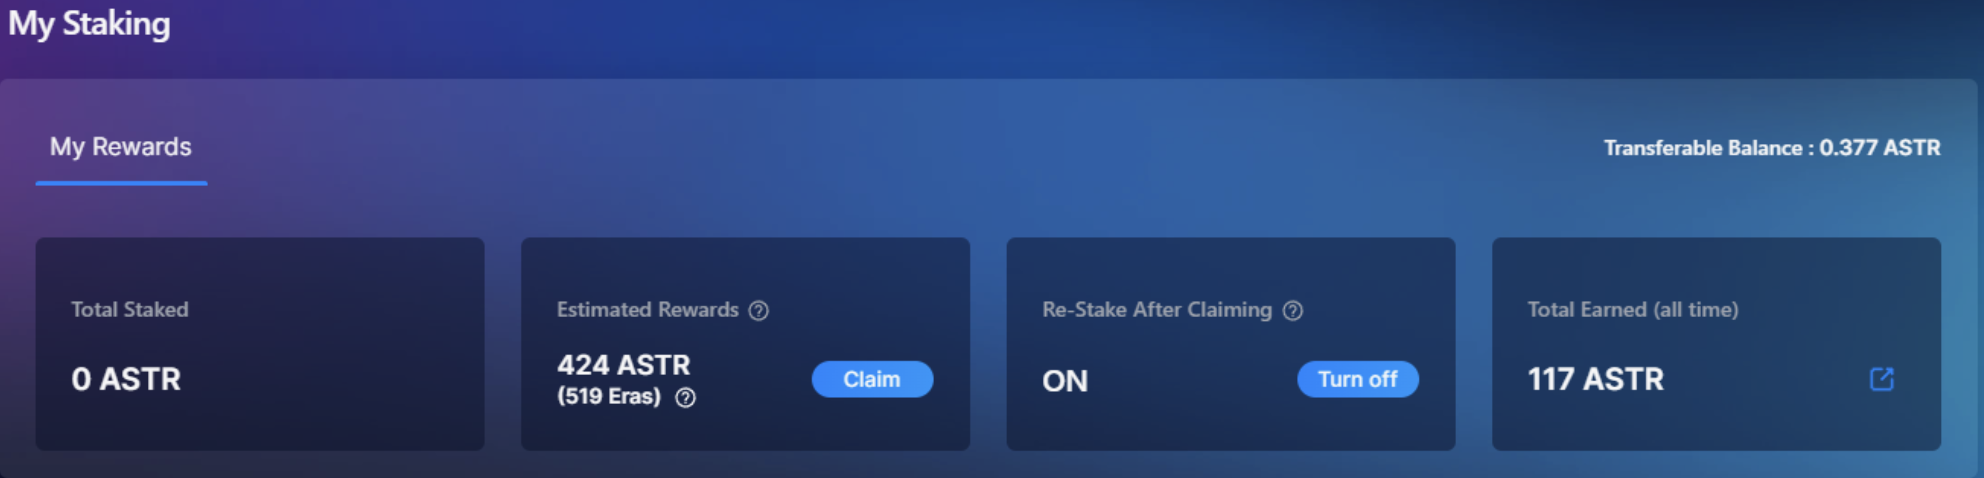 My Staking
My Rewards
Transferable Balance : 0.377 ASTR
Total Staked
0 ASTR
Estimated Rewards
424 ASTR
(519 Eras)
Claim
Re-Stake After Claiming
ON
Turn off
Total Earned (all time)
117 ASTR